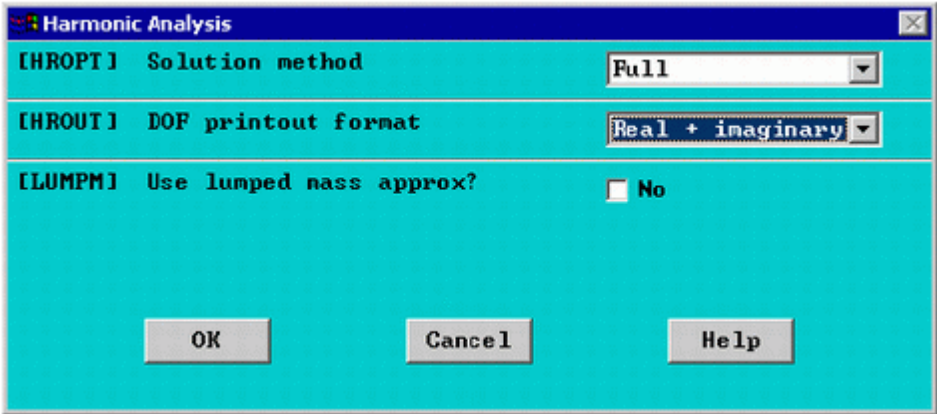 Harmonic Analysis
[HROPT] Solution method Full
[HROUT] DOF printout format Real + imaginary
[LUMPM] Use lumped mass approx? No
OK Cancel Help